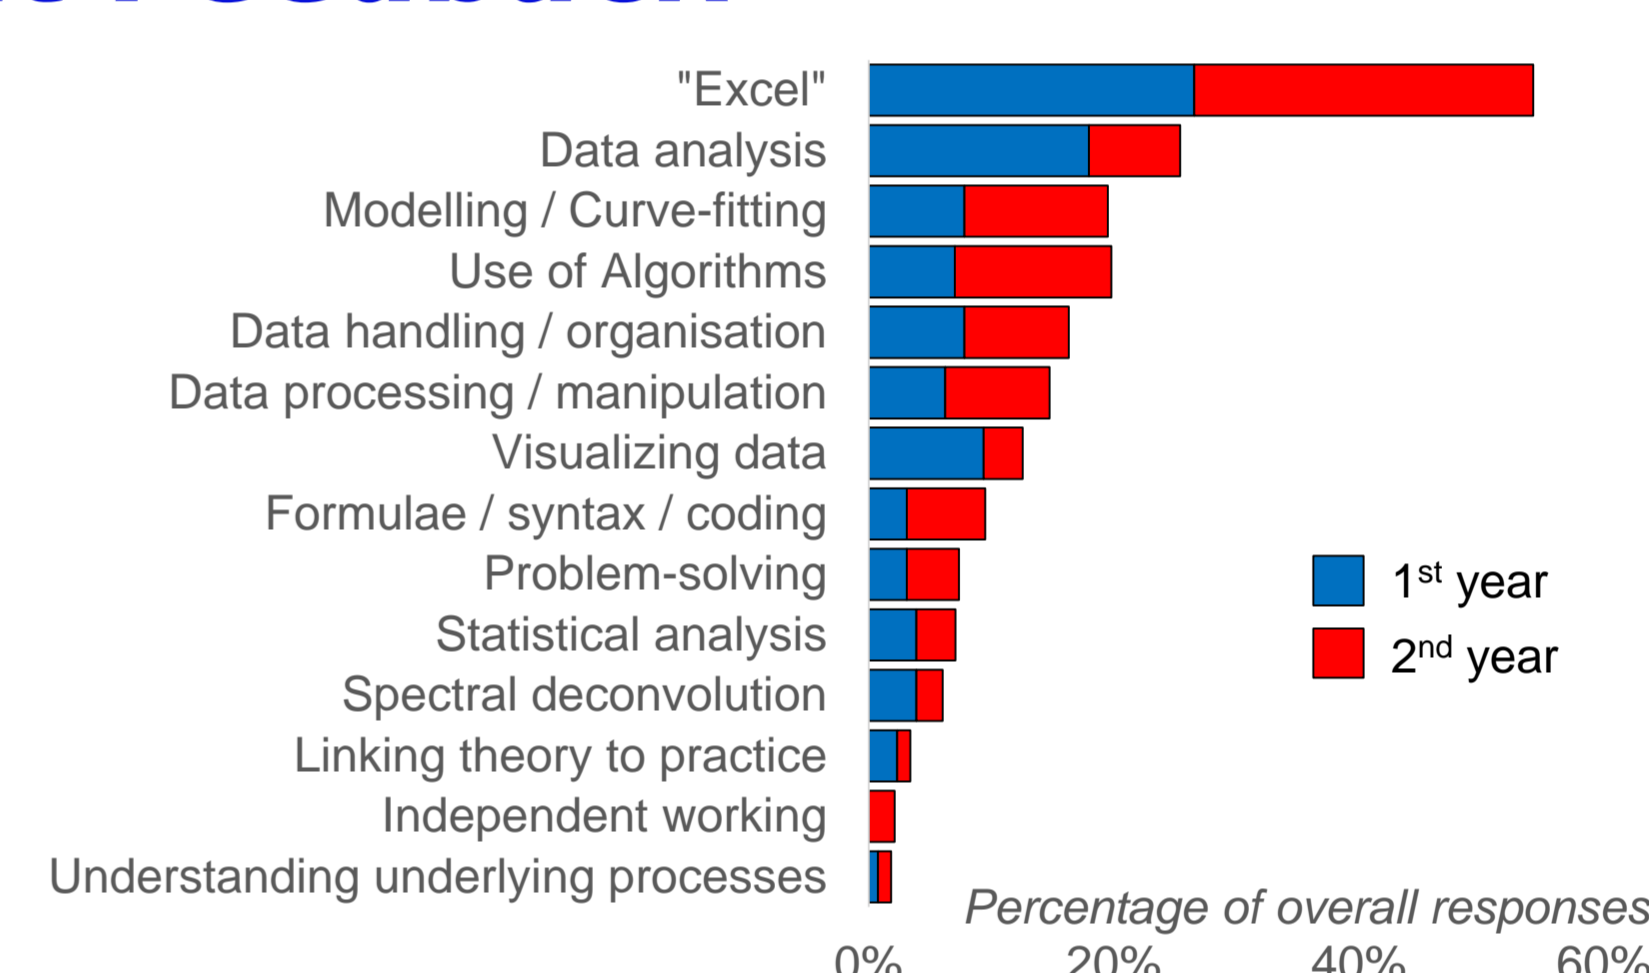 "Excel"
Data analysis
Modelling / Curve-fitting
Use of Algorithms
Data handling / organisation
Data processing / manipulation
Visualizing data
Formulae / syntax / coding
Problem-solving
1st year
Statistical analysis
2nd year
Spectral deconvolution
Linking theory to practice
Independent working
Understanding underlying processes
Percentage of overall responses
0% 20% 40% 60%